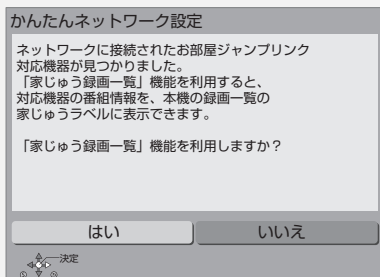 かんたんネットワーク設定
ネットワークに接続されたお部屋ジャンプリンク
対応機器が見つかりました。
「家じゅう録画一覧」機能を利用すると、
対応機器の番組情報を、本機の録画一覧の
家じゅうラベルに表示できます。
「家じゅう録画一覧」機能を利用しますか？
はい
いいえ
決定